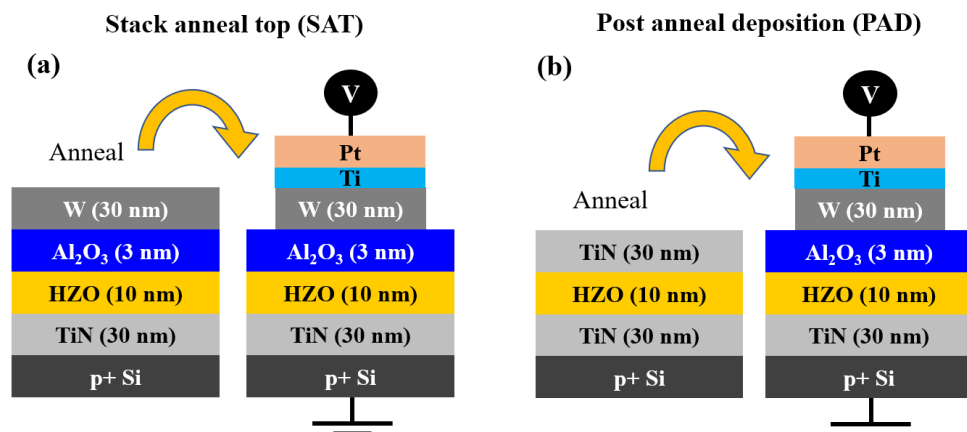 Stack anneal top (SAT)
Post anneal deposition (PAD)
(a)
V
Anneal
Pt
Ti
W (30 nm)
W (30 nm)
Al₂O₃ (3 nm)
Al₂O₃ (3 nm)
HZO (10 nm)
HZO (10 nm)
TiN (30 nm)
TiN (30 nm)
p+ Si
p+ Si
(b)
V
Anneal
Pt
Ti
W (30 nm)
TiN (30 nm)
Al₂O₃ (3 nm)
HZO (10 nm)
HZO (10 nm)
TiN (30 nm)
TiN (30 nm)
p+ Si
p+ Si